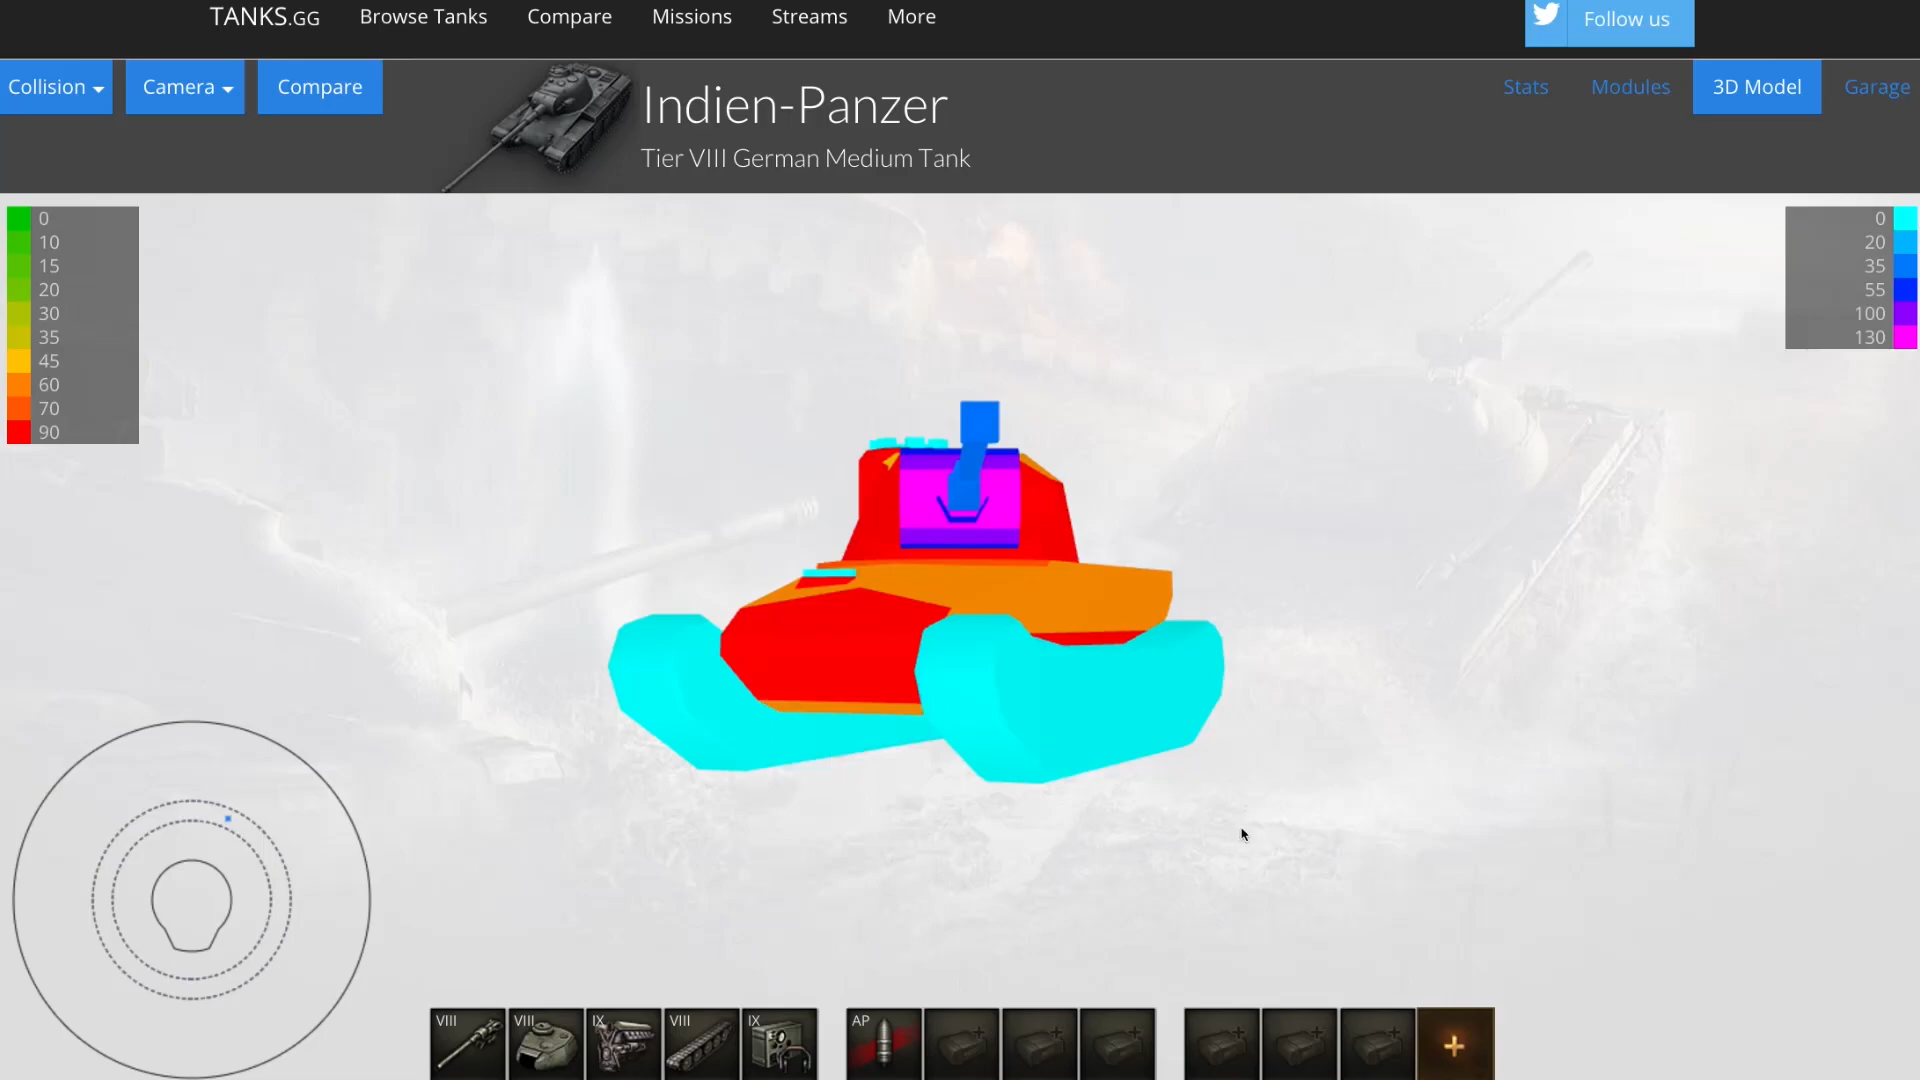 TANKS.GG Browse Tanks Compare Missions Streams More Follow us
Collision Camera Compare
Indien-Panzer
Tier VIII German Medium Tank
Stats Modules 3D Model Garage
0
10
15
20
30
35
45
60
70
90
0
20
35
55
100
130
VIII VIII IX VIII IX AP